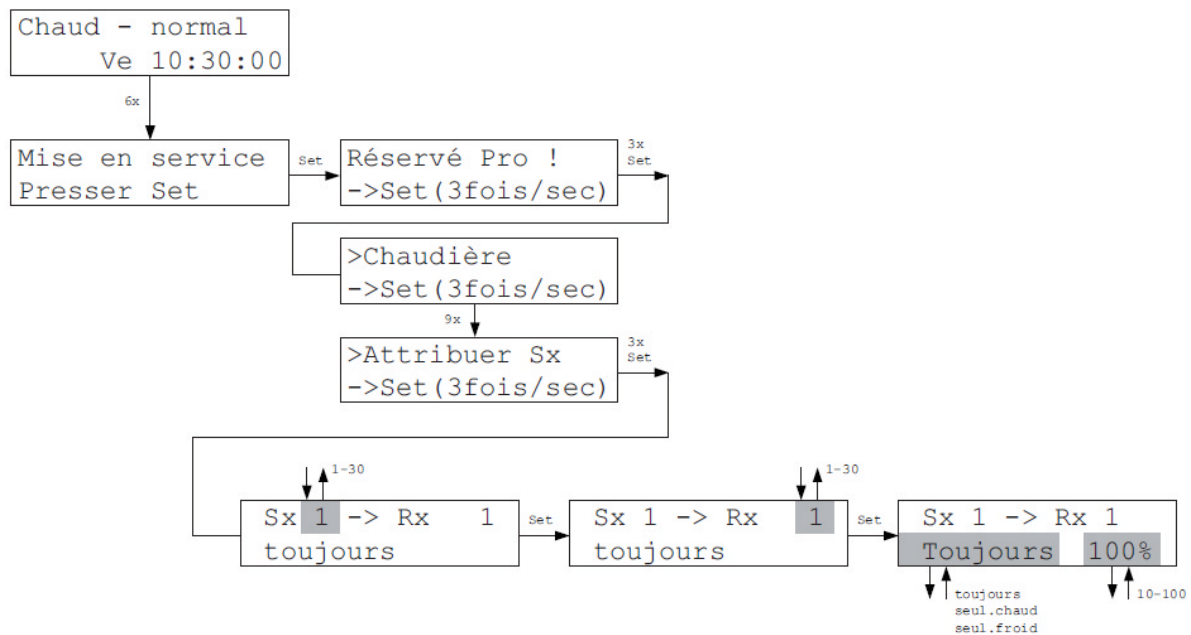 Chaud - normal
Ve 10:30:00
6x
Mise en service
Presser Set
Set
Réservé Pro !
->Set(3fois/sec)
3x
Set
>Chaudière
->Set(3fois/sec)
9x
>Attribuer Sx
->Set(3fois/sec)
3x
Set
1-30
Sx 1 -> Rx 1
toujours
Set
1-30
Sx 1 -> Rx 1
toujours
Set
Sx 1 -> Rx 1
Toujours 100%
toujours
seul.chaud
seul.froid
10-100